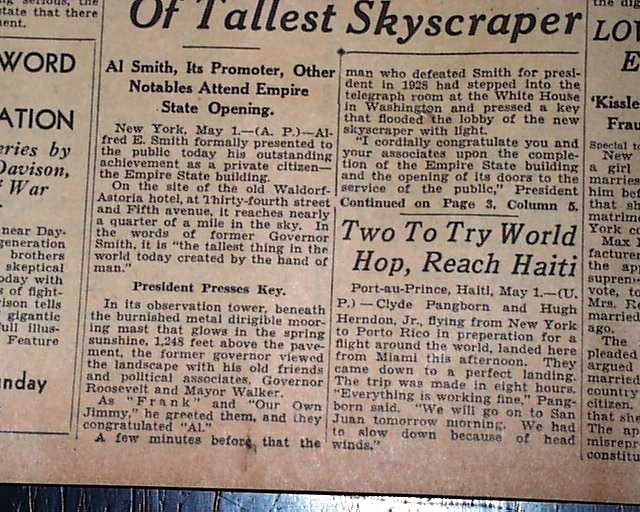 tate that there
ment.
WORD
ATION
eries by
Davison,
War
near Day-
generation
brothers
skeptical
oday with
s of fight-
ison tells
gigantic
full illus-
Feature
unday
Of Tallest Skyscraper
Al Smith, Its Promoter, Other
Notables Attend Empire
State Opening.
New York, May 1.—(A. P.)—Al-
fred E. Smith formally presented to
the public today his outstanding
achievement as a private citizen—
the Empire State building.
On the site of the old Waldorf-
Astoria hotel, at Thirty-fourth street
and Fifth avenue, it reaches nearly
a quarter of a mile in the sky. In
the words of former Governor
Smith, it is "the tallest thing in the
world today created by the hand of
man."
President Presses Key.
In its observation tower, beneath
the burnished metal dirigible moor-
ing mast that glows in the spring
sunshine, 1,248 feet above the pave-
ment, the former governor viewed
the landscape with his old friends
and political associates, Governor
Roosevelt and Mayor Walker.
As "Frank" and "Our Own
Jimmy," he greeted them, and they
congratulated "Al."
A few minutes before, that the
man who defeated Smith for presi-
dent in 1928 had stepped into the
telegraph room at the White House
in Washington and pressed a key
that flooded the lobby of the new
skyscraper with light.
"I cordially congratulate you and
your associates upon the comple-
tion of the Empire State building
and the opening of its doors to the
service of the public," President
Continued on Page 3, Column 5.
Two To Try World
Hop, Reach Haiti
Port-au-Prince, Haiti, May 1.—(U.
P.)—Clyde Pangborn and Hugh
Herndon, Jr., flying from New York
to Porto Rico in preparation for a
flight around the world, landed here
from Miami this afternoon. They
came down to a perfect landing.
The trip was made in eight hours.
"Everything is working fine," Pang-
born said. "We will go on to San
Juan tomorrow morning. We had
to slow down because of head
winds."
the dig
LOV
E
'Kissle
Frau
Special to
New
a girl
marries
him bef
that sh
matrim
York co
Max
facturer
the ap
supren
vote, to
Mrs.
married
ago.
The
pleaded
argued
married
country
citizen.
that she
The ap
misrepr
constitu